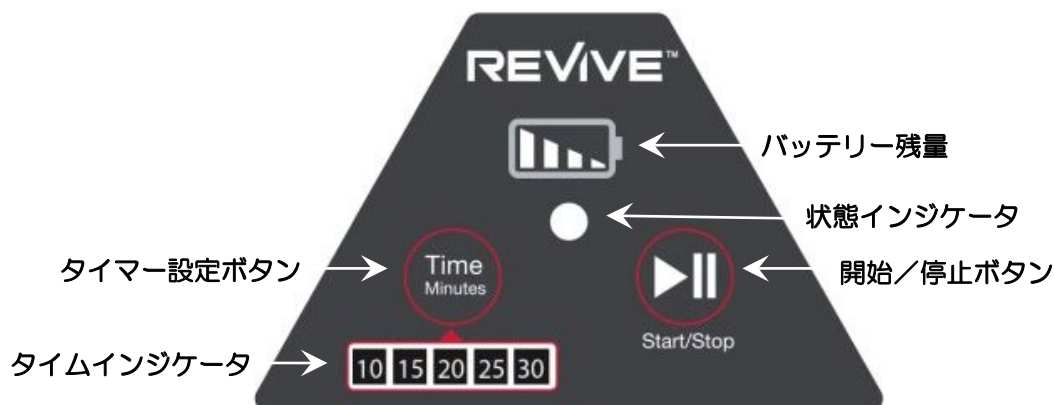 REVIVE™
バッテリー残量
状態インジケータ
タイマー設定ボタン
Time
Minutes
開始／停止ボタン
Start/Stop
タイムインジケータ
10 15 20 25 30